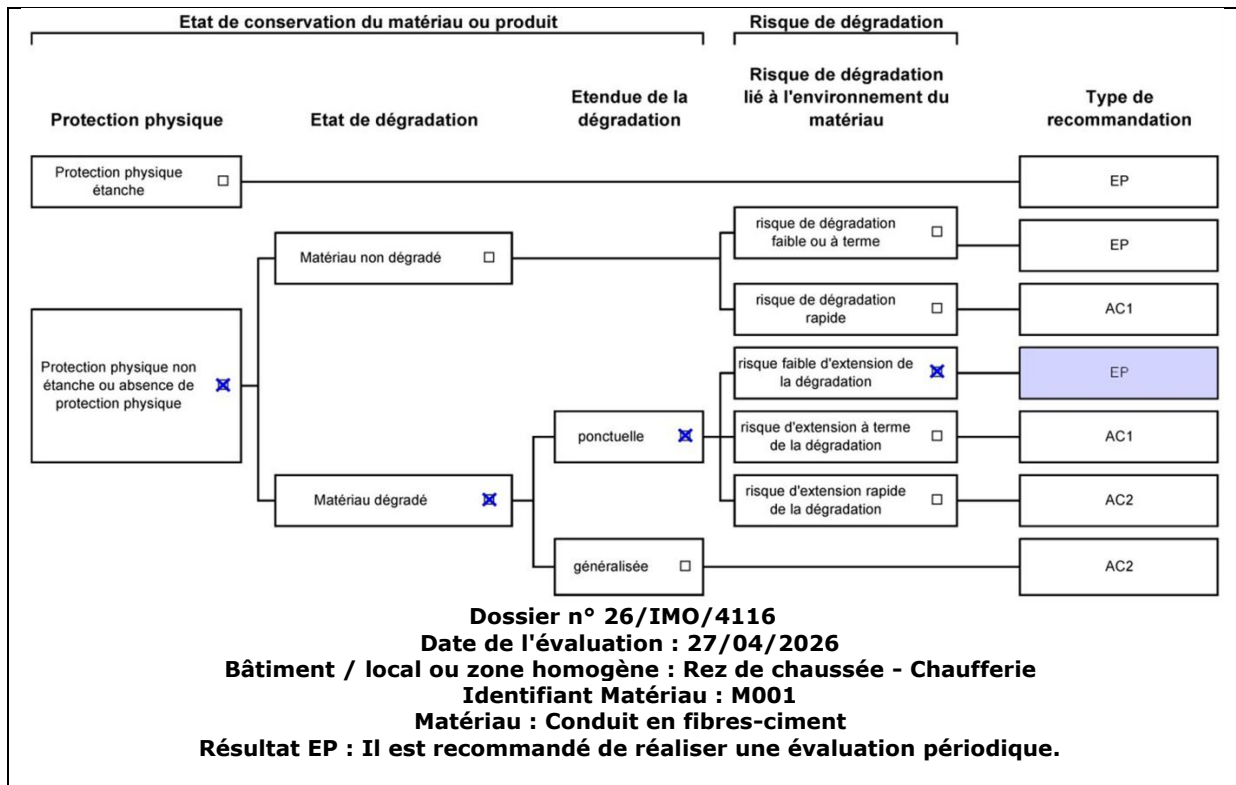 Etat de conservation du matériau ou produit
Risque de dégradation
Protection physique
Etat de dégradation
Etendue de la
dégradation
Risque de dégradation
lié à l'environnement du
matériau
Type de
recommandation
Protection physique
étanche
EP
Matériau non dégradé
risque de dégradation
faible ou à terme
EP
risque de dégradation
rapide
AC1
Protection physique non
étanche ou absence de
protection physique
risque faible d'extension de
la dégradation
EP
ponctuelle
risque d'extension à terme
de la dégradation
AC1
Matériau dégradé
risque d'extension rapide
de la dégradation
AC2
généralisée
AC2
Dossier n° 26/IMO/4116
Date de l'évaluation : 27/04/2026
Bâtiment / local ou zone homogène : Rez de chaussée - Chaufferie
Identifiant Matériau : M001
Matériau : Conduit en fibres-ciment
Résultat EP : Il est recommandé de réaliser une évaluation périodique.